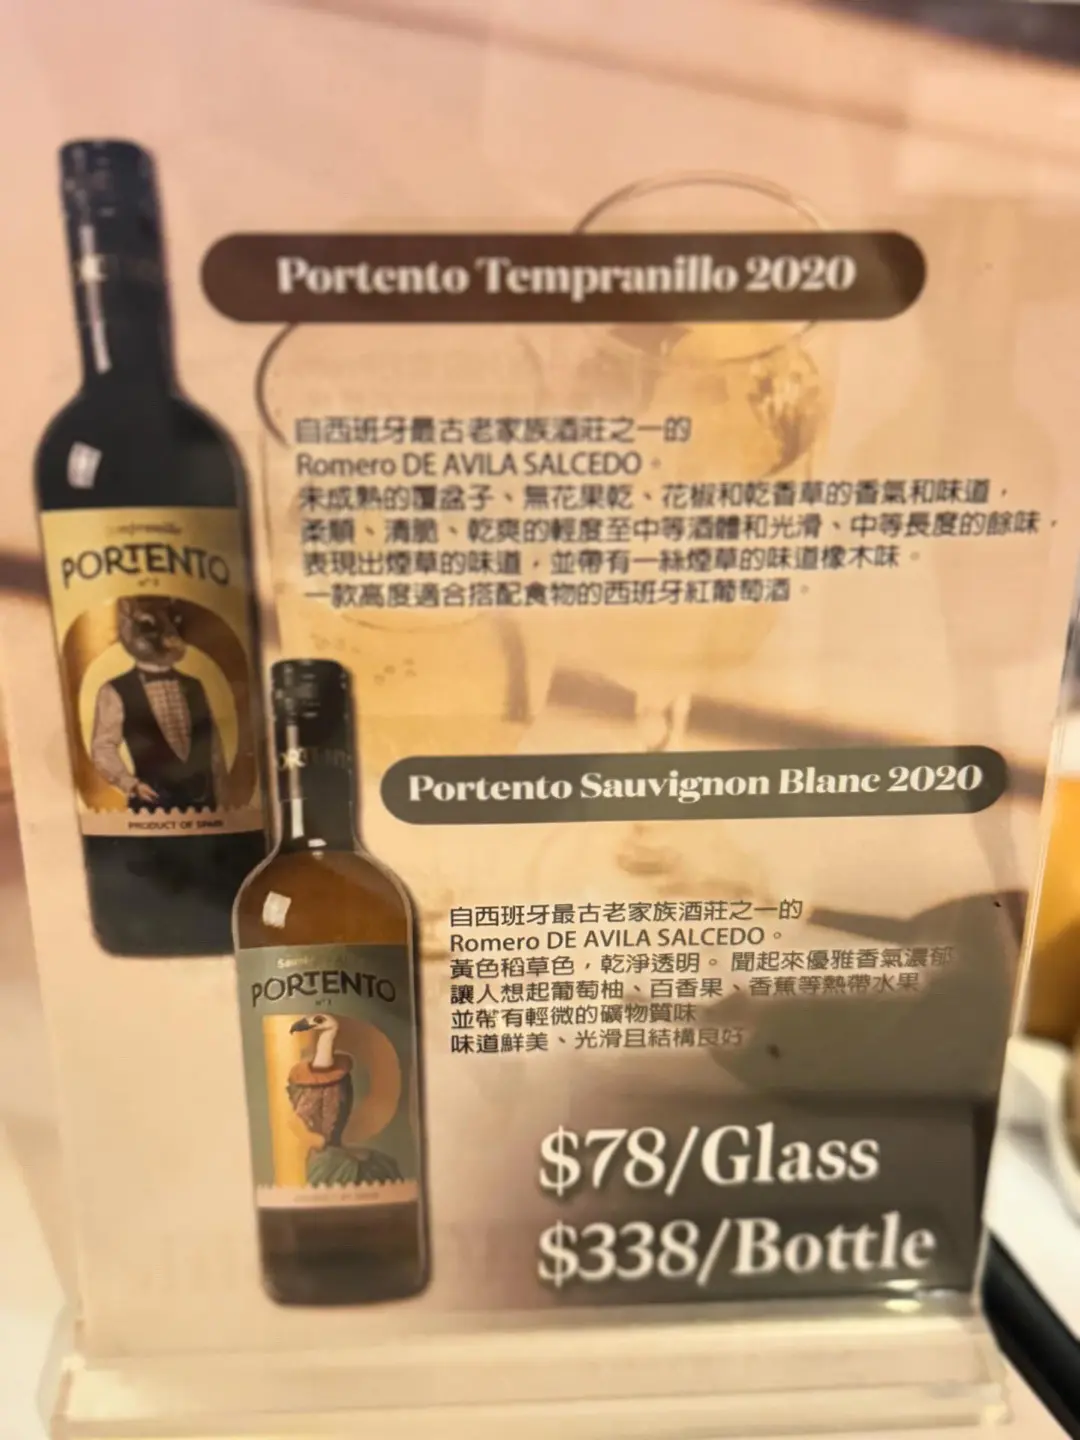 Portento Tempranillo 2020
自西班牙最古老家族酒莊之一的
Romero DE AVILA SALCEDO。
未成熟的覆盆子、無花果乾、花椒和乾香草的香氣和味道，
柔順、清脆、乾爽的輕度至中等酒體和光滑、中等長度的餘味，
表現出煙草的味道，並帶有一絲煙草的味道橡木味。
一款高度適合搭配食物的西班牙紅葡萄酒。
PORTENTO
Nº1
PRODUCT OF SPAIN
Portento Sauvignon Blanc 2020
自西班牙最古老家族酒莊之一的
Romero DE AVILA SALCEDO。
黃色稻草色，乾淨透明。聞起來優雅香氣濃郁
讓人想起葡萄柚、百香果、香蕉等熱帶水果
並帶有輕微的礦物質味
味道鮮美、光滑且結構良好
PORTENTO
Nº1
$78/Glass
$338/Bottle